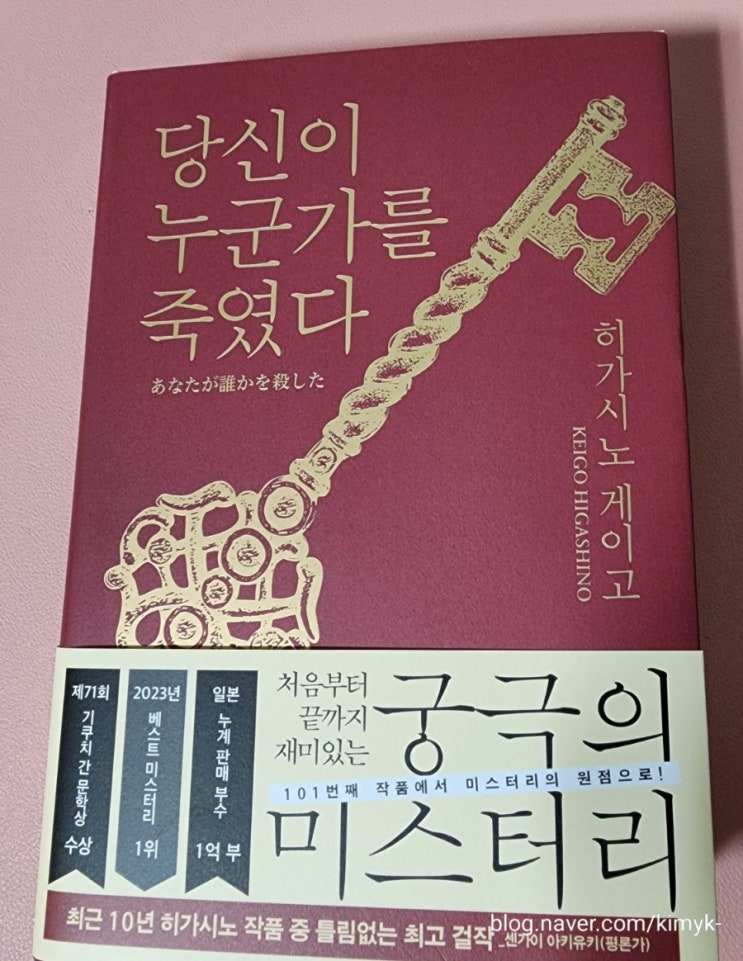 당신이
누군가를
죽였다
あなたが誰かを殺した
히가시노 게이고
KEIGO HIGASHINO
제71회
기쿠치 간 문학상
수상
2023년
베스트 미스터리
1위
일본
누계 판매 부수
1억 부
처음부터
끝까지
재미있는
궁극의
101번째 작품에서 미스터리의 원점으로!
미스터리
최근 10년 히가시노 작품 중 틀림없는 최고 걸작 _센가이 아키유키(평론가)
blog.naver.com/kimyk-